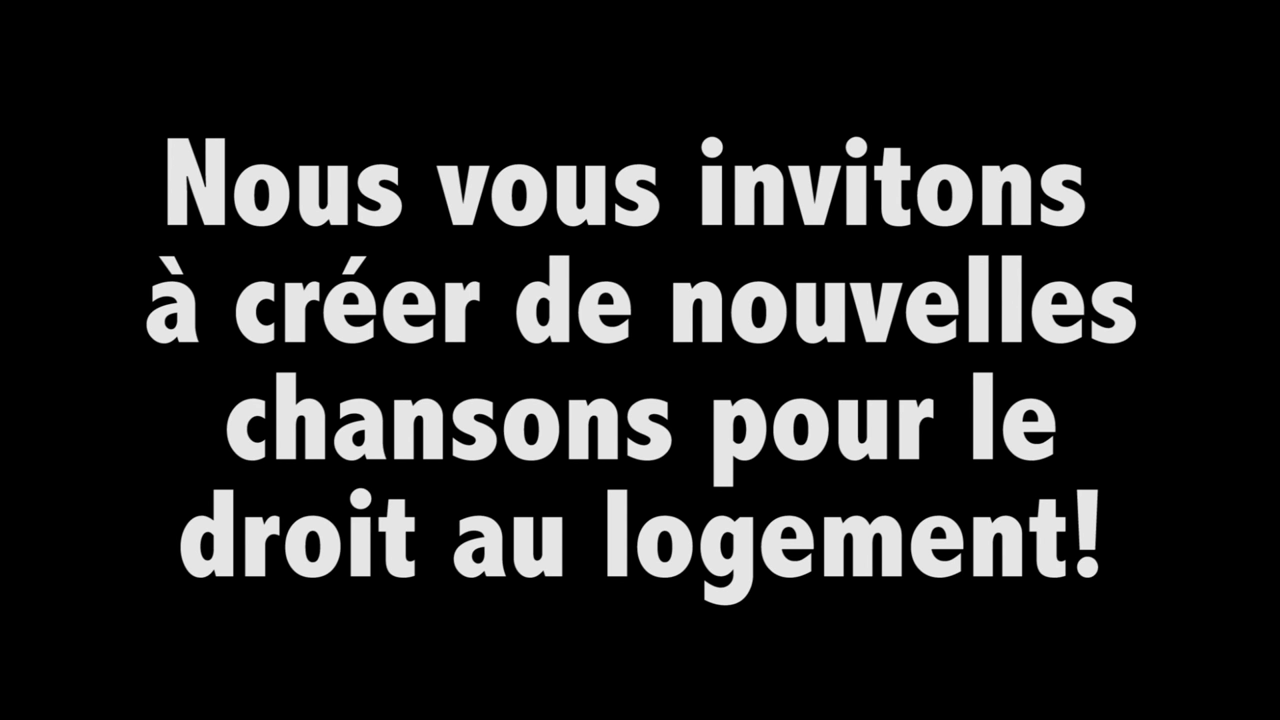 Nous vous invitons
à créer de nouvelles
chansons pour le
droit au logement!